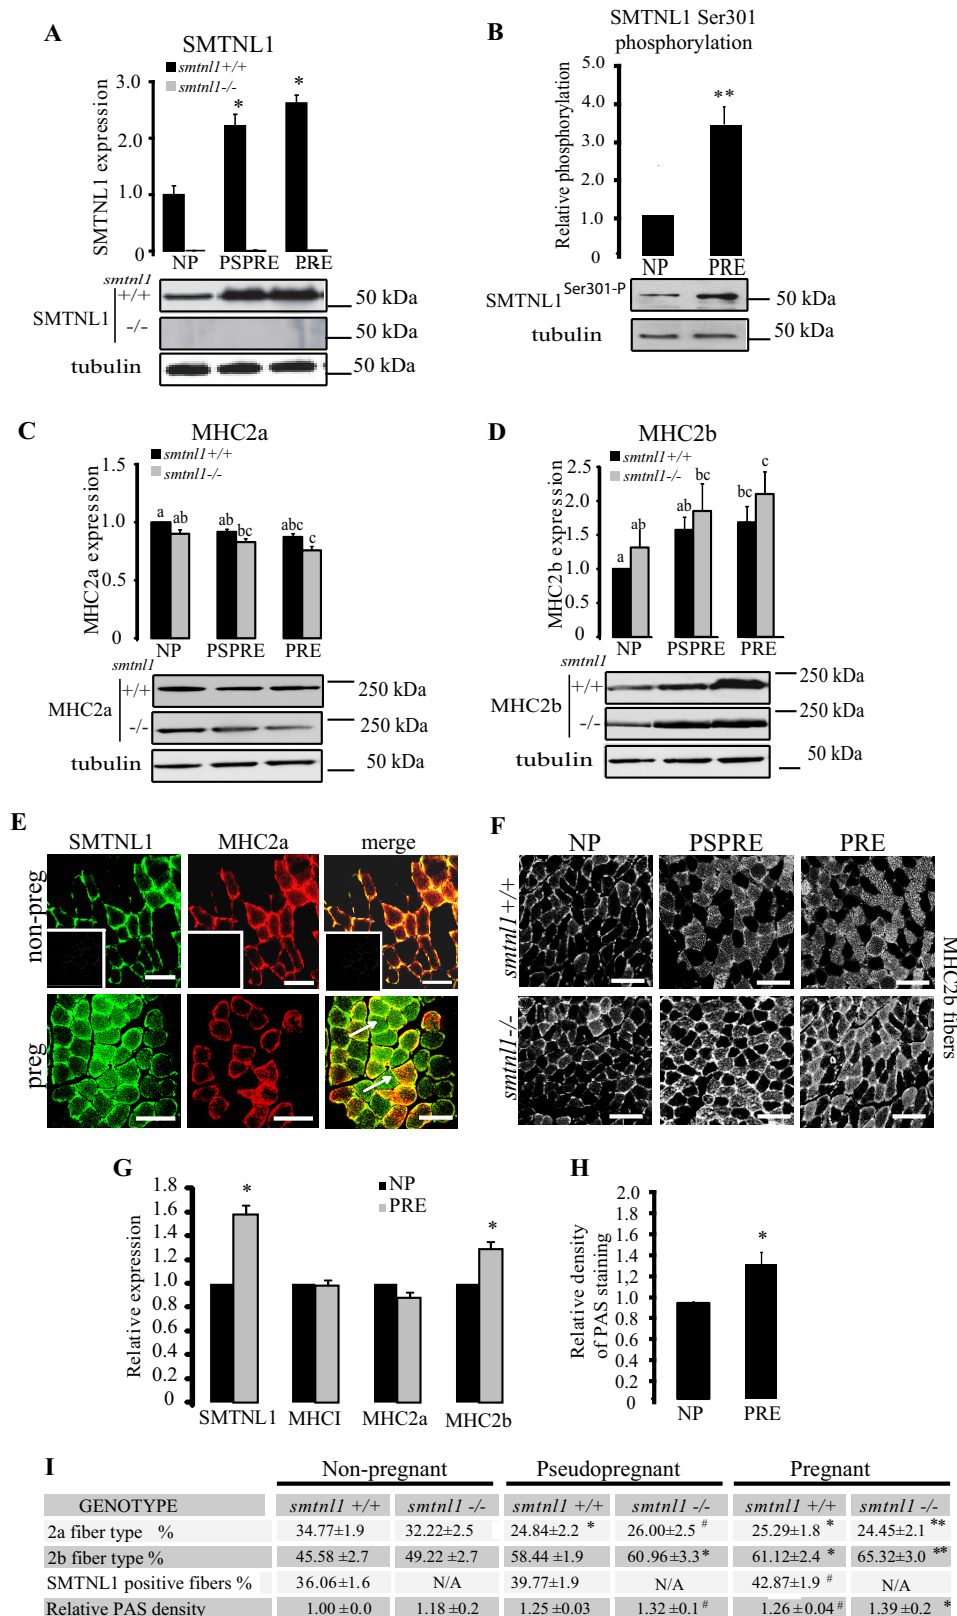 A
SMTNL1
smtnl1+/+
smtnl1-/-
SMTNL1 expression
3.0
2.0
1.0
0
*
*
NP PSPRE PRE
smtnl1
SMTNL1
+/+
-/-
50 kDa
50 kDa
tubulin
50 kDa
B
SMTNL1 Ser301
phosphorylation
Relative phosphorylation
5.0
4.0
3.0
2.0
1.0
0
**
NP PRE
SMTNL1 Ser301-P
50 kDa
tubulin
50 kDa
C
MHC2a
smtnl1+/+
smtnl1-/-
MHC2a expression
1.5
1.0
0.5
0
a ab ab bc abc c
NP PSPRE PRE
smtnl1
MHC2a
+/+
-/-
250 kDa
250 kDa
tubulin
50 kDa
D
MHC2b
smtnl1+/+
smtnl1-/-
MHC2b expression
2.5
2.0
1.5
1.0
0.5
0
a ab ab bc bc c
NP PSPRE PRE
smtnl1
MHC2b
+/+
-/-
250 kDa
250 kDa
tubulin
50 kDa
E
SMTNL1 MHC2a merge
non-preg
preg
F
NP PSPRE PRE
smtnl1+/+
smtnl1-/-
MHC2b fibers
G
Relative expression
1.8
1.6
1.4
1.2
1.0
0.8
0.6
0.4
0.2
0
NP
PRE
*
*
SMTNL1 MHCI MHC2a MHC2b
H
Relative density
of PAS staining
2.0
1.8
1.6
1.4
1,2
1.0
0.8
0.6
0.4
0.2
0
*
NP PRE
I
Non-pregnant Pseudopregnant Pregnant
GENOTYPE smtnl1 +/+ smtnl1 -/- smtnl1 +/+ smtnl1 -/- smtnl1 +/+ smtnl1 -/-
2a fiber type % 34.77±1.9 32.22±2.5 24.84±2.2 * 26.00±2.5 # 25.29±1.8 * 24.45±2.1 **
2b fiber type % 45.58 ±2.7 49.22 ±2.7 58.44 ±1.9 60.96±3.3 * 61.12±2.4 * 65.32±3.0 **
SMTNL1 positive fibers % 36.06±1.6 N/A 39.77±1.9 N/A 42.87±1.9 # N/A
Relative PAS density 1.00 ±0.0 1.18 ±0.2 1.25 ±0.03 1.32 ±0.1 # 1.26 ±0.04 # 1.39 ±0.2 *